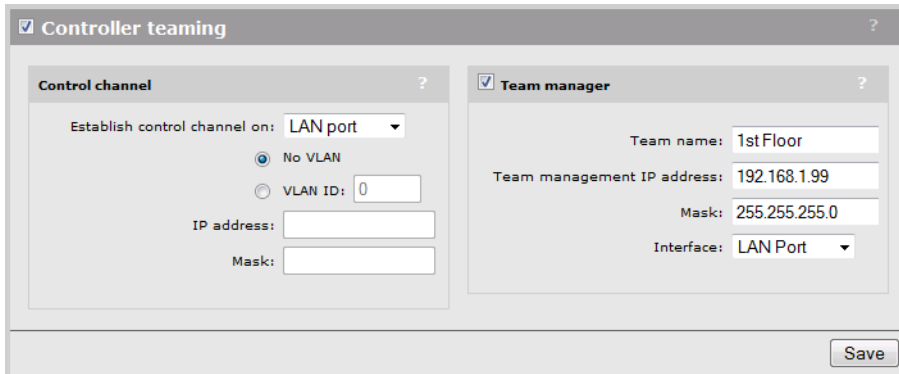 Controller teaming ?
Control channel ?
Establish control channel on: LAN port
No VLAN
VLAN ID: 0
IP address:
Mask:
Team manager ?
Team name: 1st Floor
Team management IP address: 192.168.1.99
Mask: 255.255.255.0
Interface: LAN Port
Save